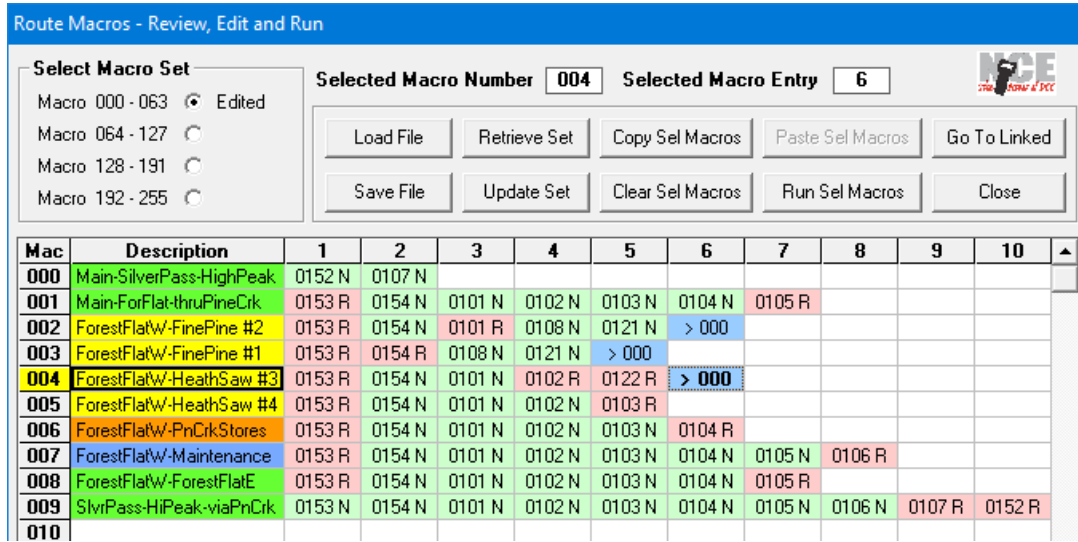 Route Macros - Review, Edit and Run
Select Macro Set
Selected Macro Number 004 Selected Macro Entry 6
NCE
Macro 000 - 063 Edited
Macro 064 - 127
Macro 128 - 191
Macro 192 - 255
Load File Retrieve Set Copy Sel Macros Paste Sel Macros Go To Linked
Save File Update Set Clear Sel Macros Run Sel Macros Close
Mac Description 1 2 3 4 5 6 7 8 9 10
000 Main-SilverPass-HighPeak 0152 N 0107 N
001 Main-ForFlat-thruPineCrk 0153 R 0154 N 0101 N 0102 N 0103 N 0104 N 0105 R
002 ForestFlatW-FinePine #2 0153 R 0154 N 0101 R 0108 N 0121 N > 000
003 ForestFlatW-FinePine #1 0153 R 0154 R 0108 N 0121 N > 000
004 ForestFlatW-HeathSaw #3 0153 R 0154 N 0101 N 0102 R 0122 R > 000
005 ForestFlatW-HeathSaw #4 0153 R 0154 N 0101 N 0102 N 0103 R
006 ForestFlatW-PnCrkStores 0153 R 0154 N 0101 N 0102 N 0103 N 0104 R
007 ForestFlatW-Maintenance 0153 R 0154 N 0101 N 0102 N 0103 N 0104 N 0105 N 0106 R
008 ForestFlatW-ForestFlatE 0153 R 0154 N 0101 N 0102 N 0103 N 0104 N 0105 R
009 SlvrPass-HiPeak-viaPnCrk 0153 N 0154 N 0101 N 0102 N 0103 N 0104 N 0105 N 0106 N 0107 R 0152 R
010